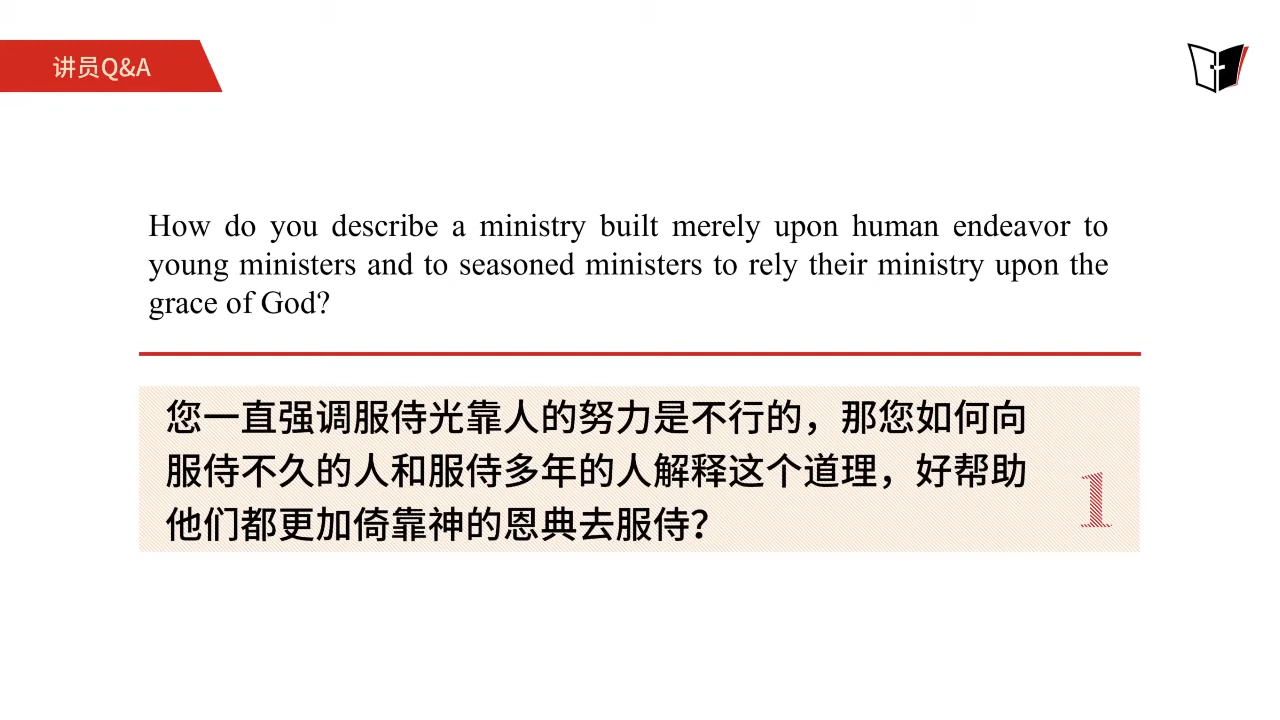 讲员Q&A
How do you describe a ministry built merely upon human endeavor to
young ministers and to seasoned ministers to rely their ministry upon the
grace of God?
您一直强调服侍光靠人的努力是不行的，那您如何向
服侍不久的人和服侍多年的人解释这个道理，好帮助
他们都更加倚靠神的恩典去服侍？
1